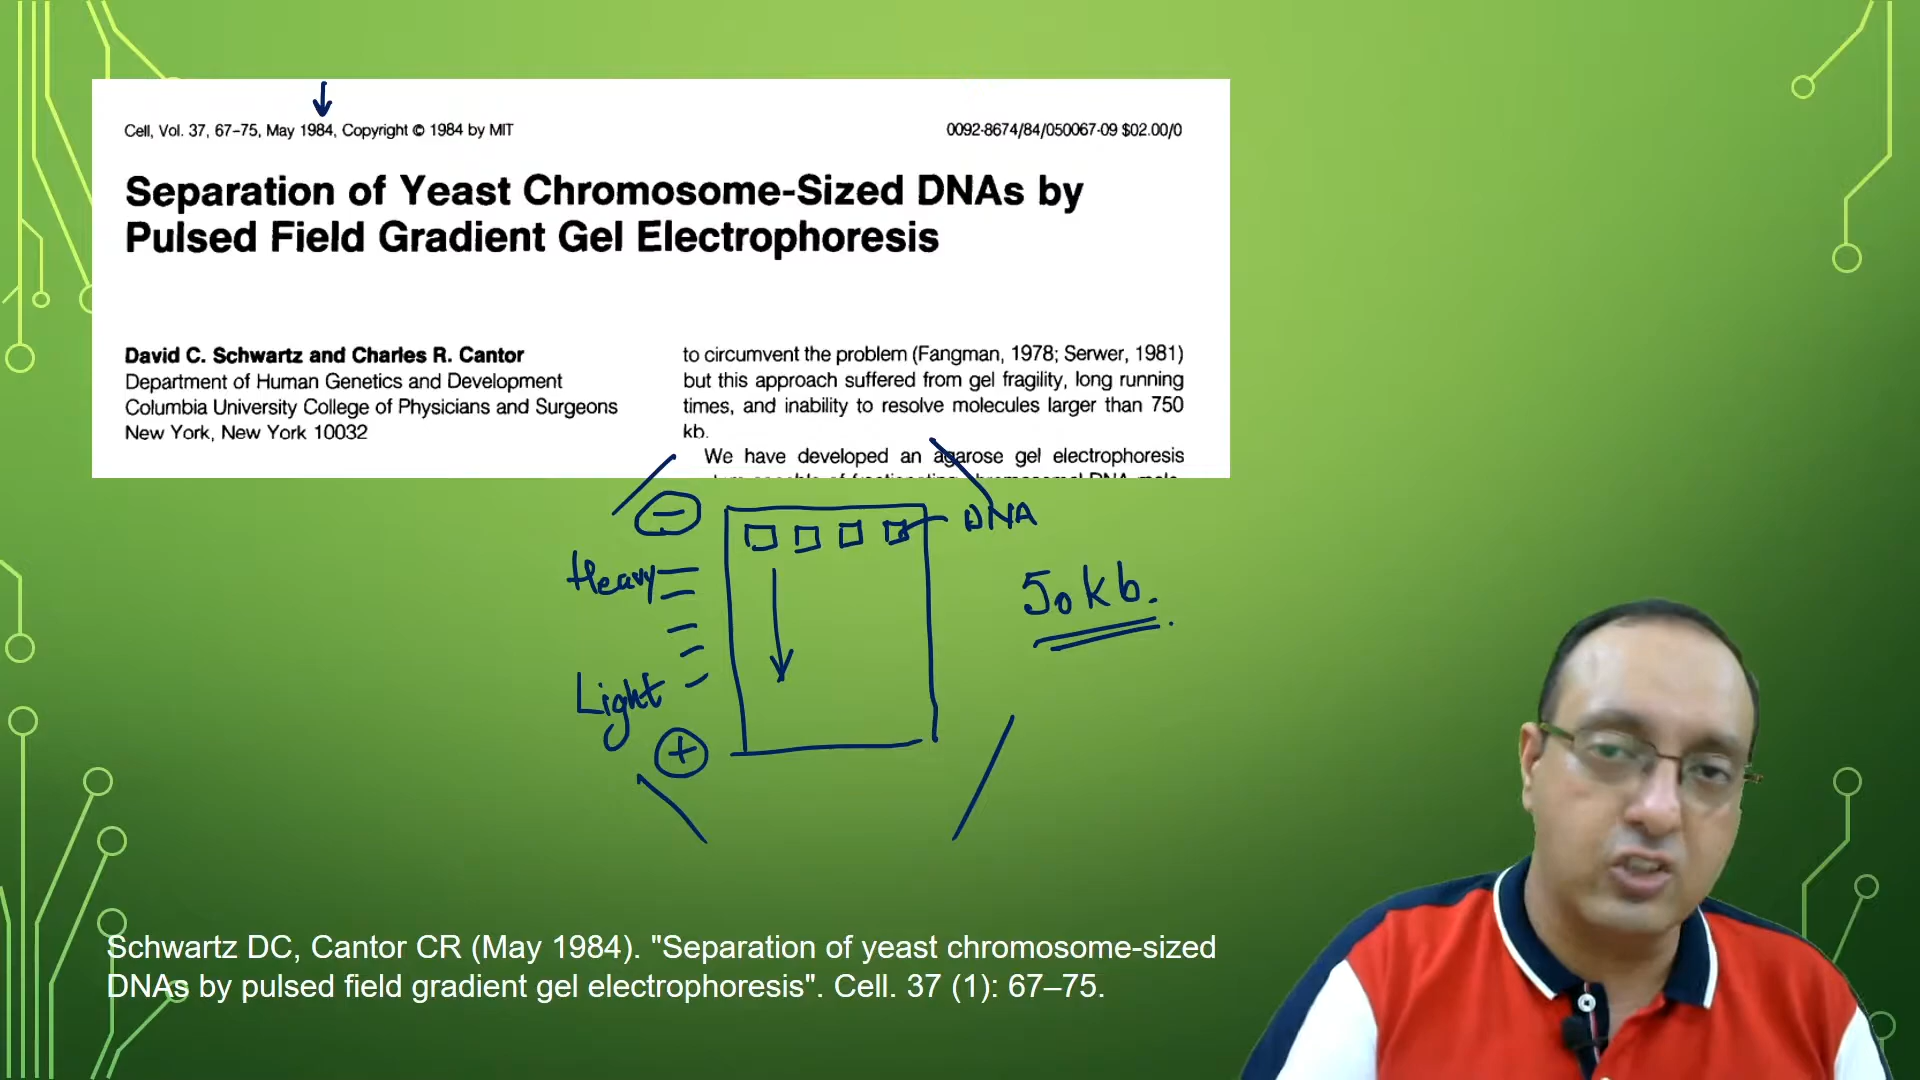 Cell, Vol. 37, 67–75, May 1984, Copyright © 1984 by MIT
0092-8674/84/050067-09 $02.00/0
Separation of Yeast Chromosome-Sized DNAs by
Pulsed Field Gradient Gel Electrophoresis
David C. Schwartz and Charles R. Cantor
Department of Human Genetics and Development
Columbia University College of Physicians and Surgeons
New York, New York 10032
to circumvent the problem (Fangman, 1978; Serwer, 1981)
but this approach suffered from gel fragility, long running
times, and inability to resolve molecules larger than 750
kb.
We have developed an agarose gel electrophoresis
−
DNA
Heavy
50 kb.
Light
+
Schwartz DC, Cantor CR (May 1984). "Separation of yeast chromosome-sized
DNAs by pulsed field gradient gel electrophoresis". Cell. 37 (1): 67–75.